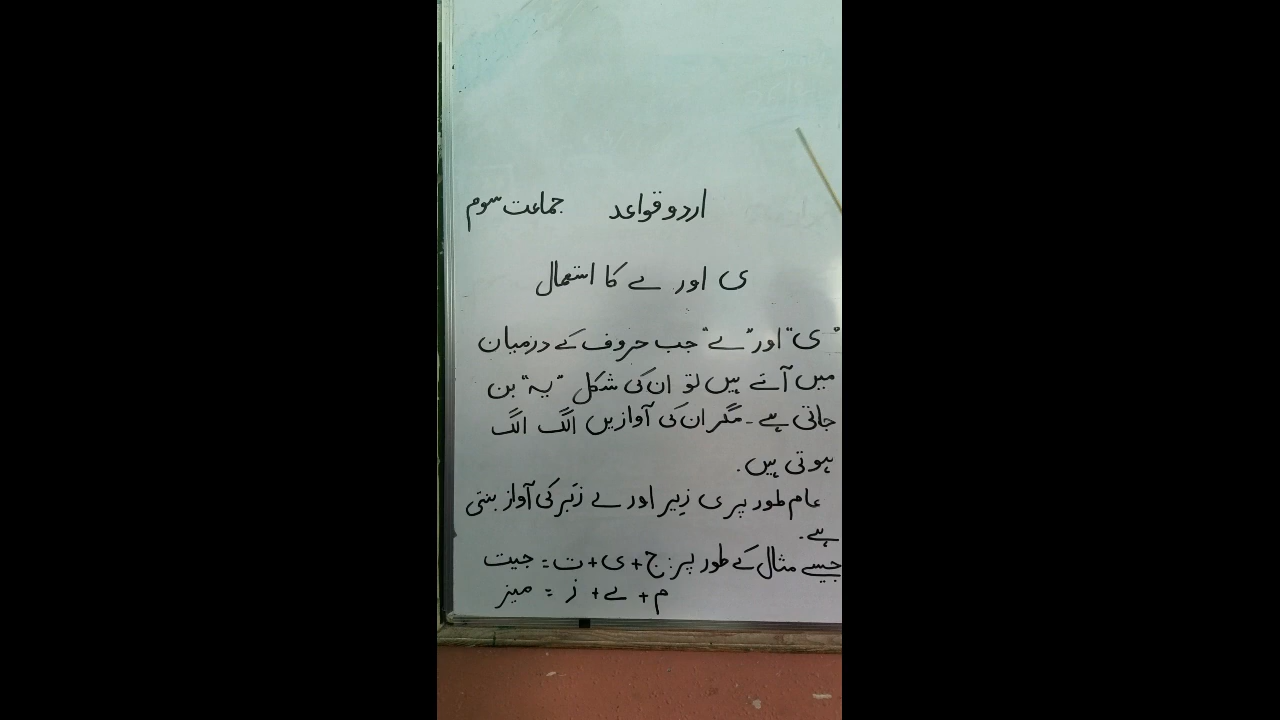 اردو قواعد جماعت سوم
ی اور ے کا استعمال
"ی" اور "ے" جب حروف کے درمیان
میں آتے ہیں تو ان کی شکل "یہ" بن
جاتی ہے۔ مگر ان کی آوازیں الگ الگ
ہوتی ہیں۔
عام طور پر ی زِیر اور ے زَبر کی آواز بنتی
ہے۔
جیسے مثال کے طور پر: ج + ی + ت = جیت
م + ے + ز = میز